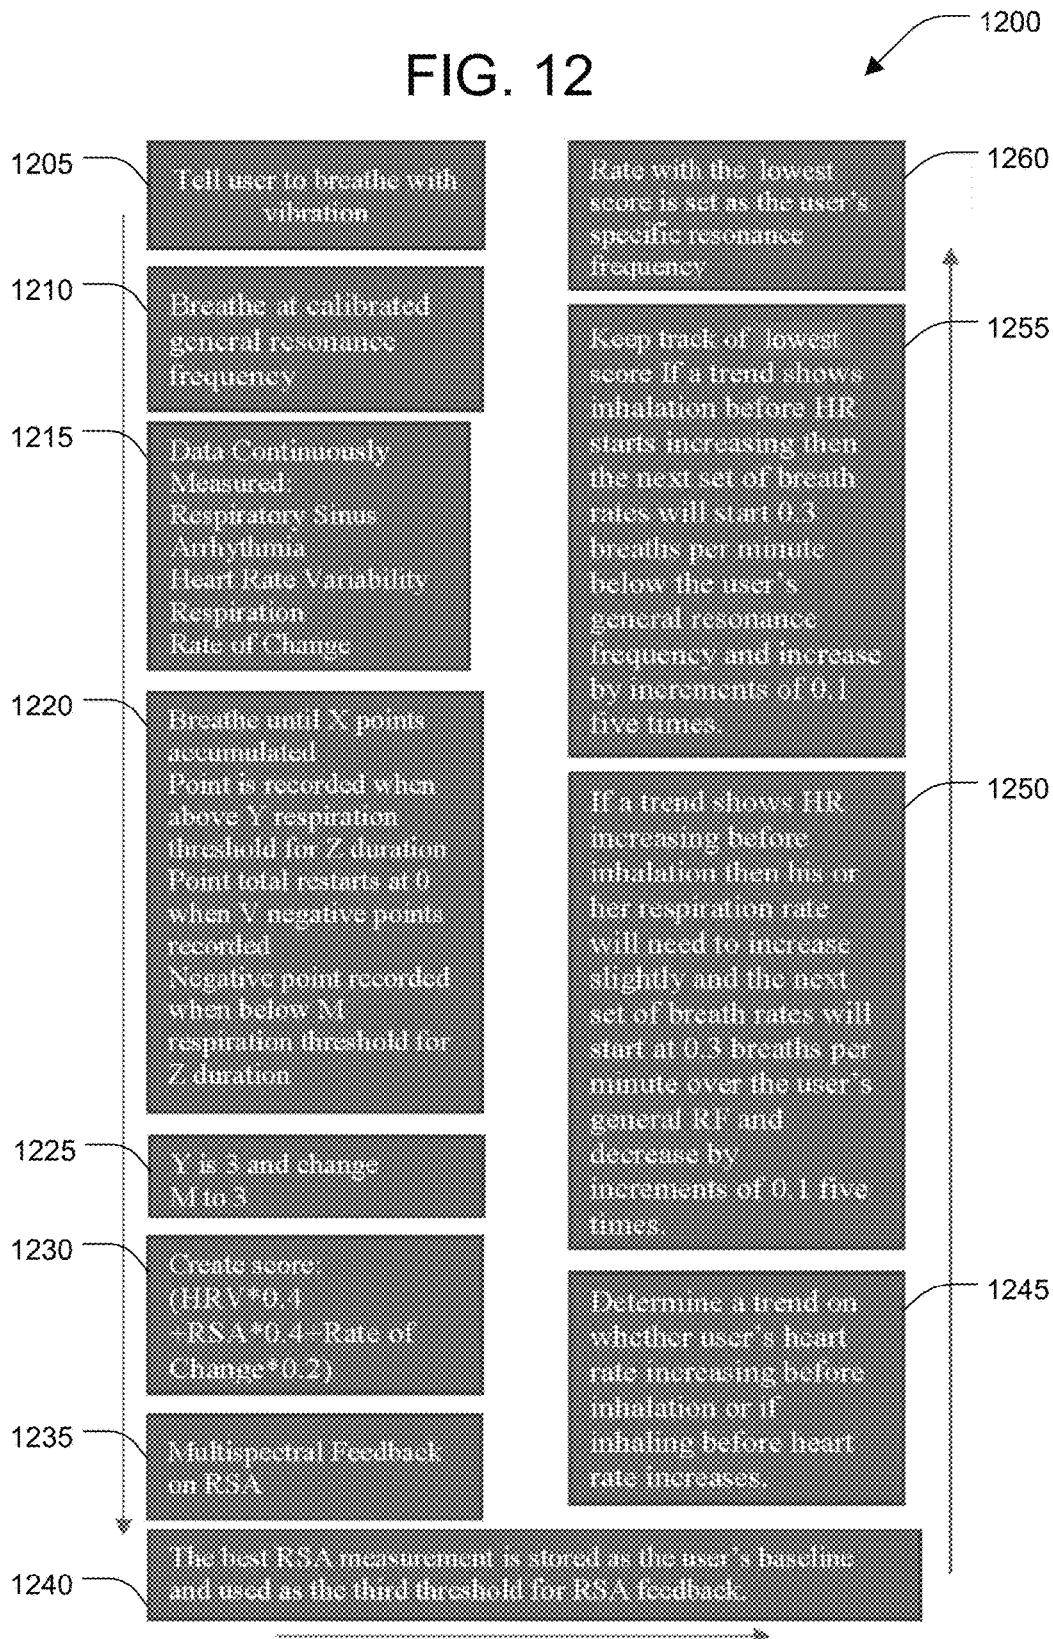 1200
FIG. 12
1205
Tell user to breathe with
vibration
1210
Breathe at calibrated
general resonance
frequency
1215
Data Continuously
Measured:
Respiratory Sinus
Arrhythmia
Heart Rate Variability
Respiration
Rate of Change
1220
Breathe until X points
accumulated
Point is recorded when
above Y respiration
threshold for Z duration
Point total restarts at 0
when V negative points
recorded
Negative point recorded
when below M
respiration threshold for
Z duration
1225
Y is 3 and change
M to 3
1230
Create score
(HRV*0.4
+RSA*0.4+Rate of
Change*0.2)
1235
Multispectral Feedback
on RSA
1240
The best RSA measurement is stored as the user's baseline
and used as the third threshold for RSA feedback
1245
Determine a trend on
whether user's heart
rate increasing before
inhalation or if
inhaling before heart
rate increases.
1250
If a trend shows HR
increasing before
inhalation then his or
her respiration rate
will need to increase
slightly and the next
set of breath rates will
start at 0.3 breaths per
minute over the user's
general RF and
decrease by
increments of 0.1 five
times.
1255
Keep track of lowest
score If a trend shows
inhalation before HR
starts increasing then
the next set of breath
rates will start 0.3
breaths per minute
below the user's
general resonance
frequency and increase
by increments of 0.1
five times.
1260
Rate with the lowest
score is set as the user's
specific resonance
frequency